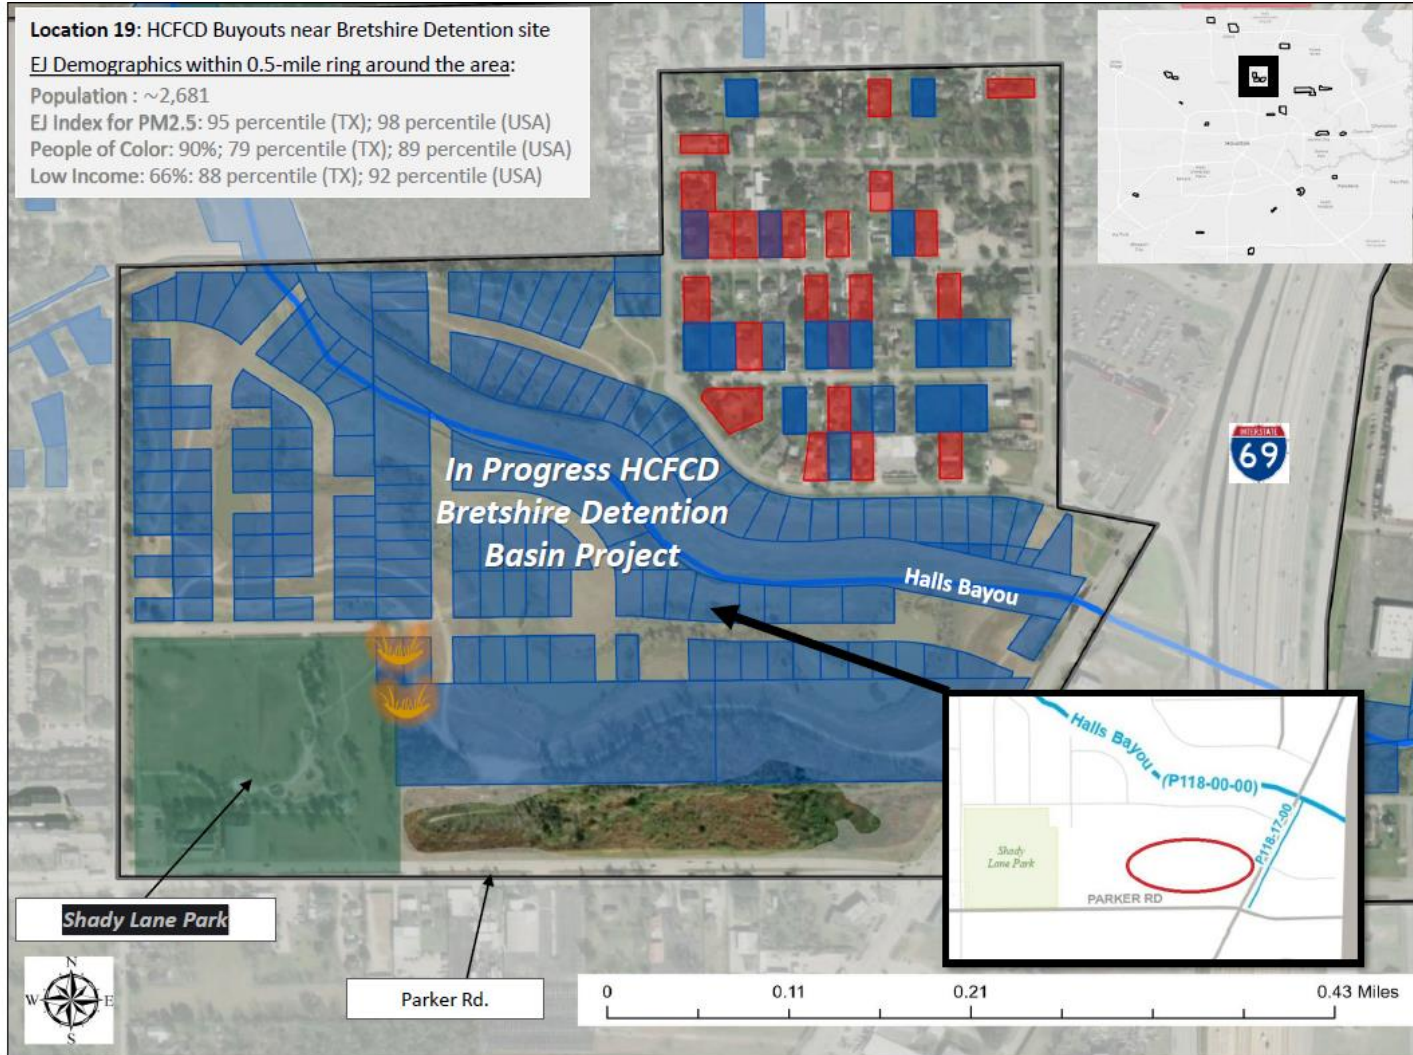 Location 19: HCFCD Buyouts near Bretshire Detention site
EJ Demographics within 0.5-mile ring around the area:
Population : ~2,681
EJ Index for PM2.5: 95 percentile (TX); 98 percentile (USA)
People of Color: 90%; 79 percentile (TX); 89 percentile (USA)
Low Income: 66%: 88 percentile (TX); 92 percentile (USA)
Houston
Pasadena
INTERSTATE
69
In Progress HCFCD
Bretshire Detention
Basin Project
Halls Bayou
Halls Bayou
(P118-00-00)
P118-17-00
Shady
Lane Park
PARKER RD
Shady Lane Park
Parker Rd.
N
W E
S
0 0.11 0.21 0.43 Miles